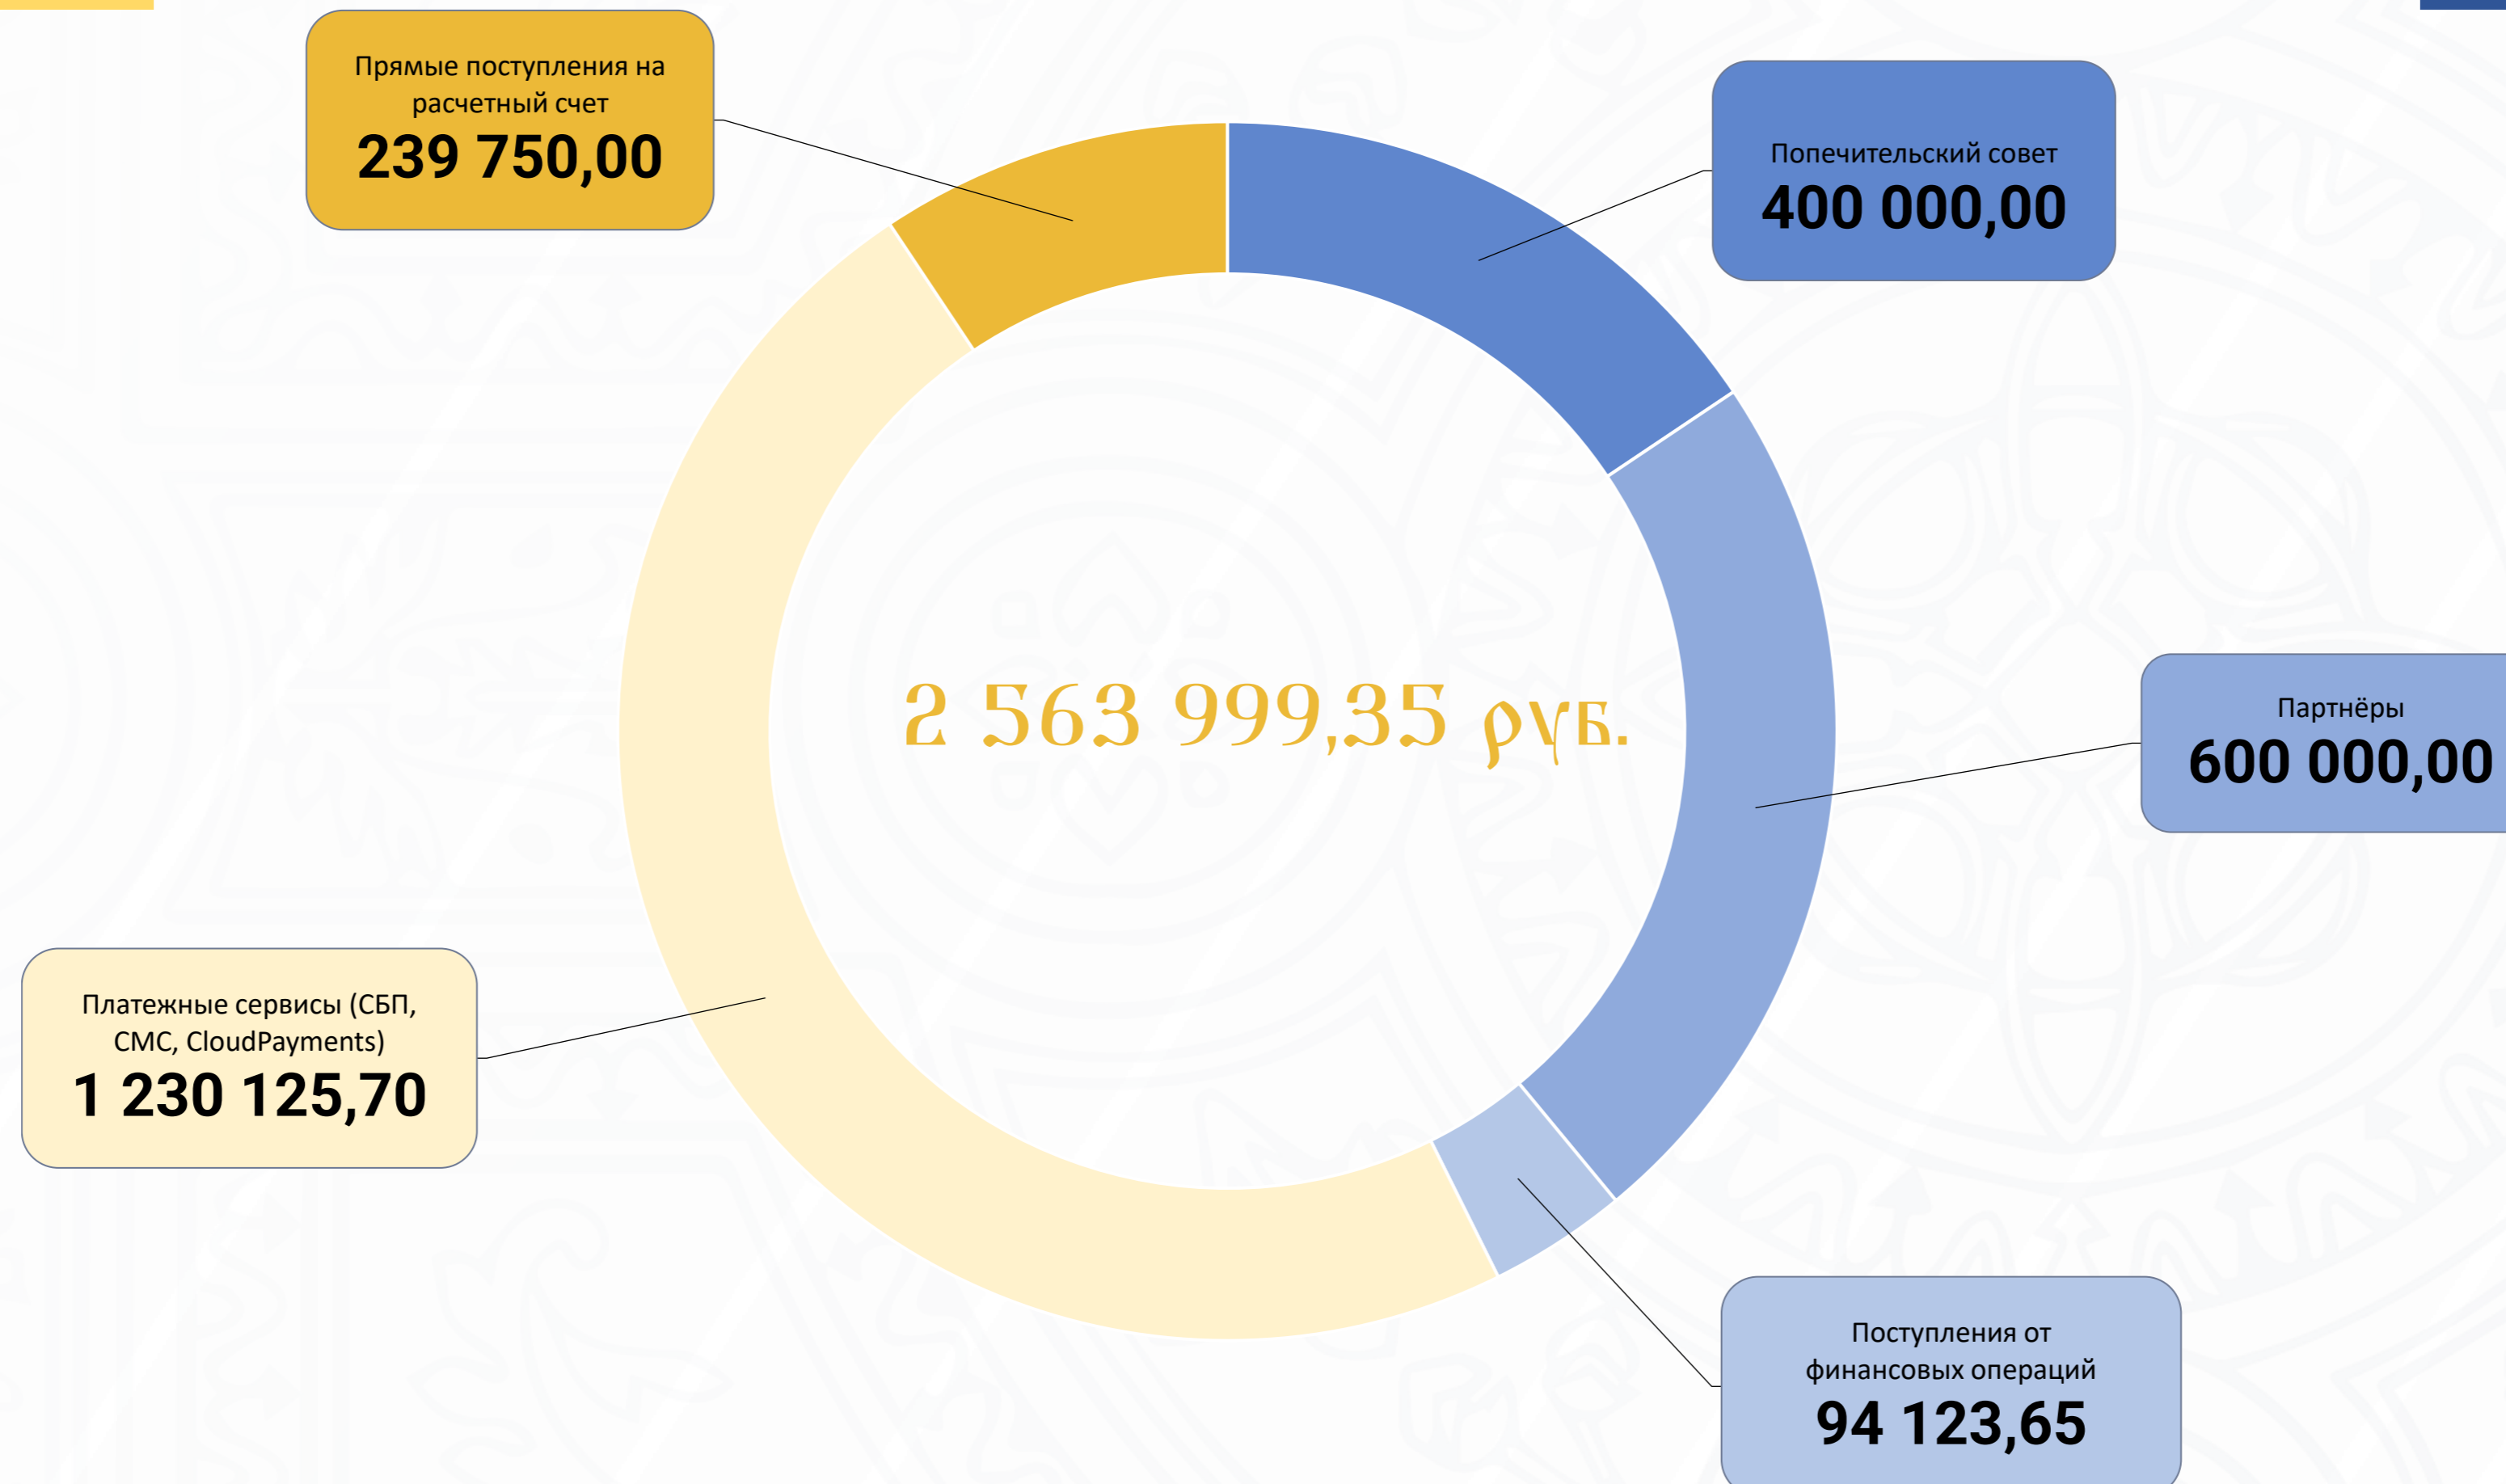 Прямые поступления на
расчетный счет
239 750,00
Попечительский совет
400 000,00
2 563 999,35 руб.
Партнёры
600 000,00
Платежные сервисы (СБП,
СМС, CloudPayments)
1 230 125,70
Поступления от
финансовых операций
94 123,65